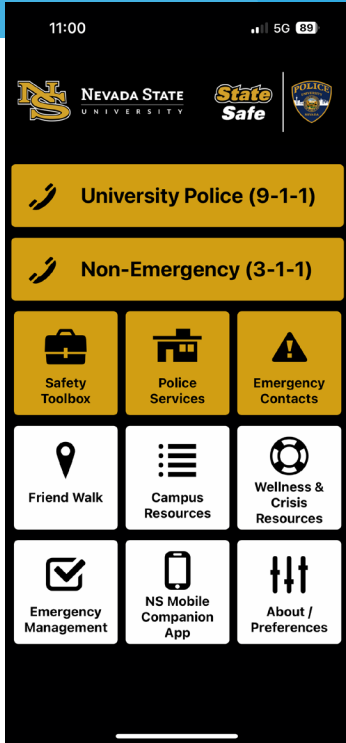 11:00 5G 89
NS NEVADA STATE
UNIVERSITY
State
Safe
POLICE
University Police (9-1-1)
Non-Emergency (3-1-1)
Safety
Toolbox
Police
Services
Emergency
Contacts
Friend Walk
Campus
Resources
Wellness &
Crisis
Resources
Emergency
Management
NS Mobile
Companion
App
About /
Preferences